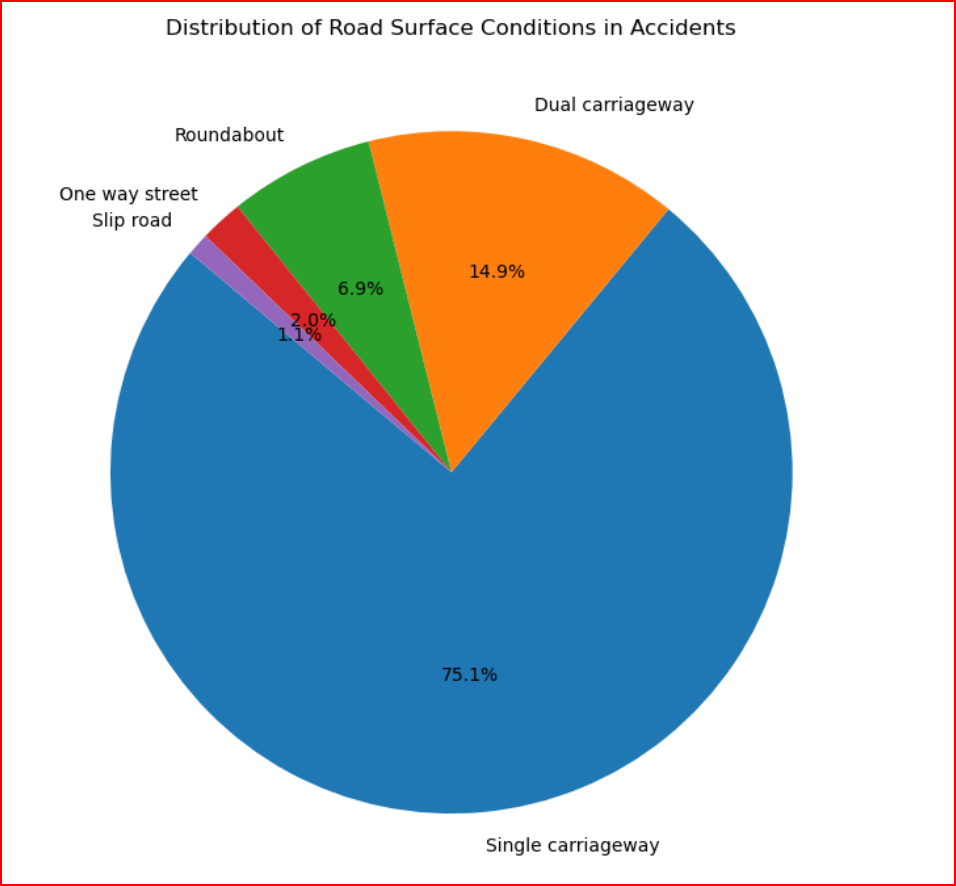 Distribution of Road Surface Conditions in Accidents
Dual carriageway
Roundabout
One way street
Slip road
14.9%
6.9%
2.0%
1.1%
75.1%
Single carriageway